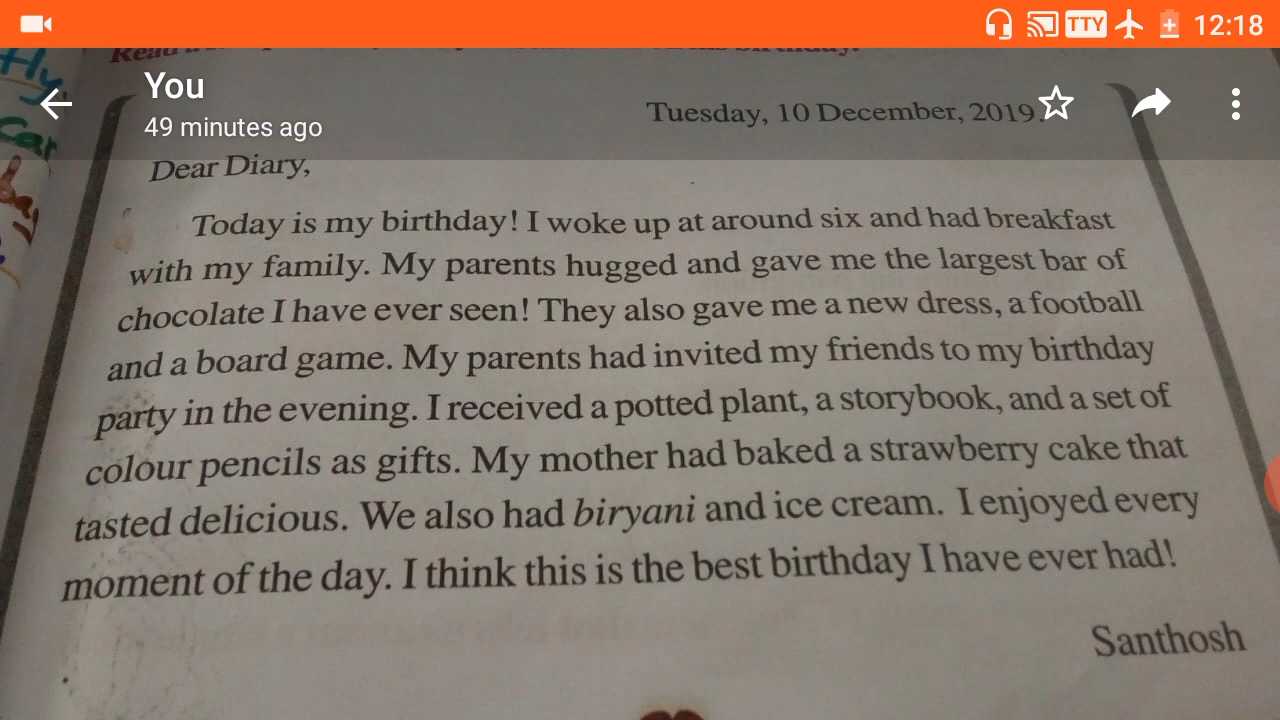 TTY 12:18
Read
birthday.
You
49 minutes ago
Tuesday, 10 December, 2019.
Dear Diary,
Today is my birthday! I woke up at around six and had breakfast
with my family. My parents hugged and gave me the largest bar of
chocolate I have ever seen! They also gave me a new dress, a football
and a board game. My parents had invited my friends to my birthday
party in the evening. I received a potted plant, a storybook, and a set of
colour pencils as gifts. My mother had baked a strawberry cake that
tasted delicious. We also had biryani and ice cream. I enjoyed every
moment of the day. I think this is the best birthday I have ever had!
Santhosh